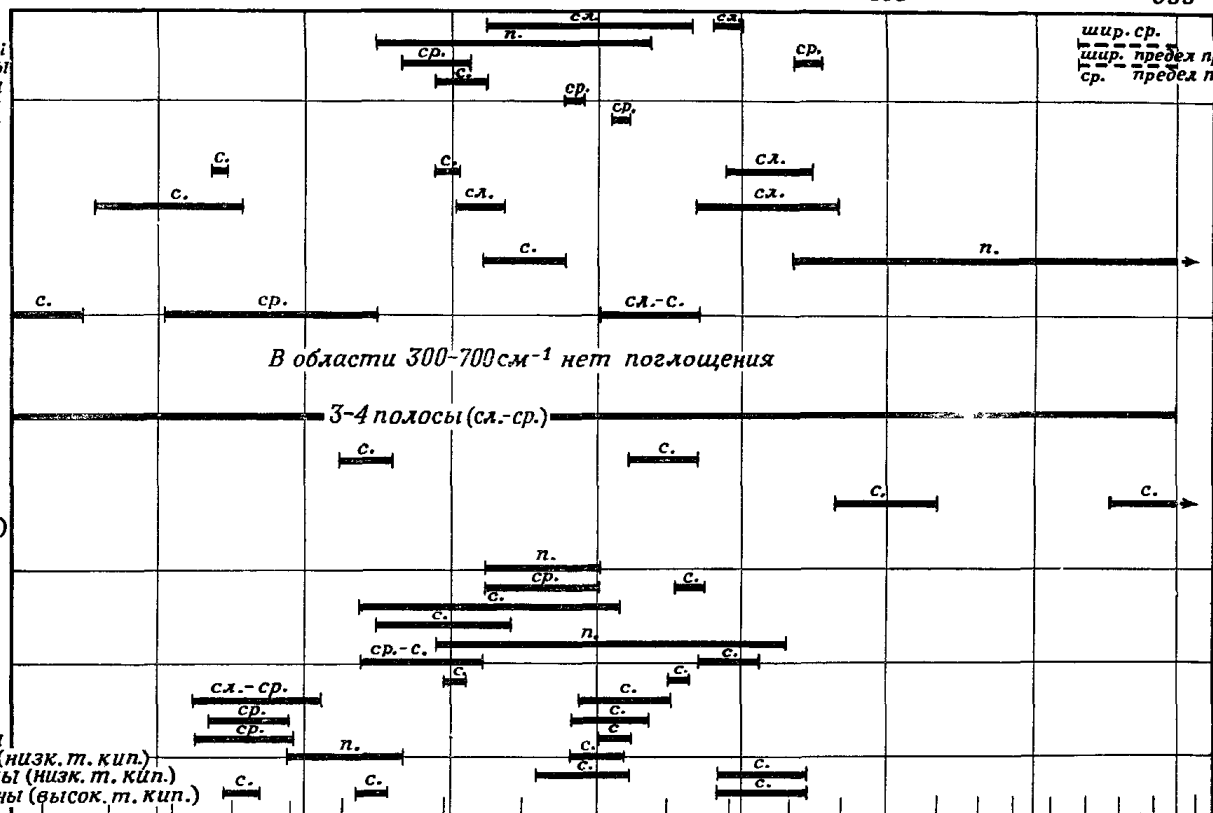 сл. сл.
п. шир. ср.
ср. ср. шир. предел
с. ср. предел
ср.
ср.
с. с. сл.
с. сл. сл.
с. п.
с. ср. сл.-с.
В области 300-700 см⁻¹ нет поглощения
3-4 полосы (сл.-ср.)
с. с.
с. с.
п.
ср. с.
с.
с.
п.
ср.-с. с.
с. с.
сл.-ср. с.
ср. с.
ср. с
(низк. т. кип.) п. с.
(низк. т. кип.) с. с.
(высок. т. кип.) с. с. с.